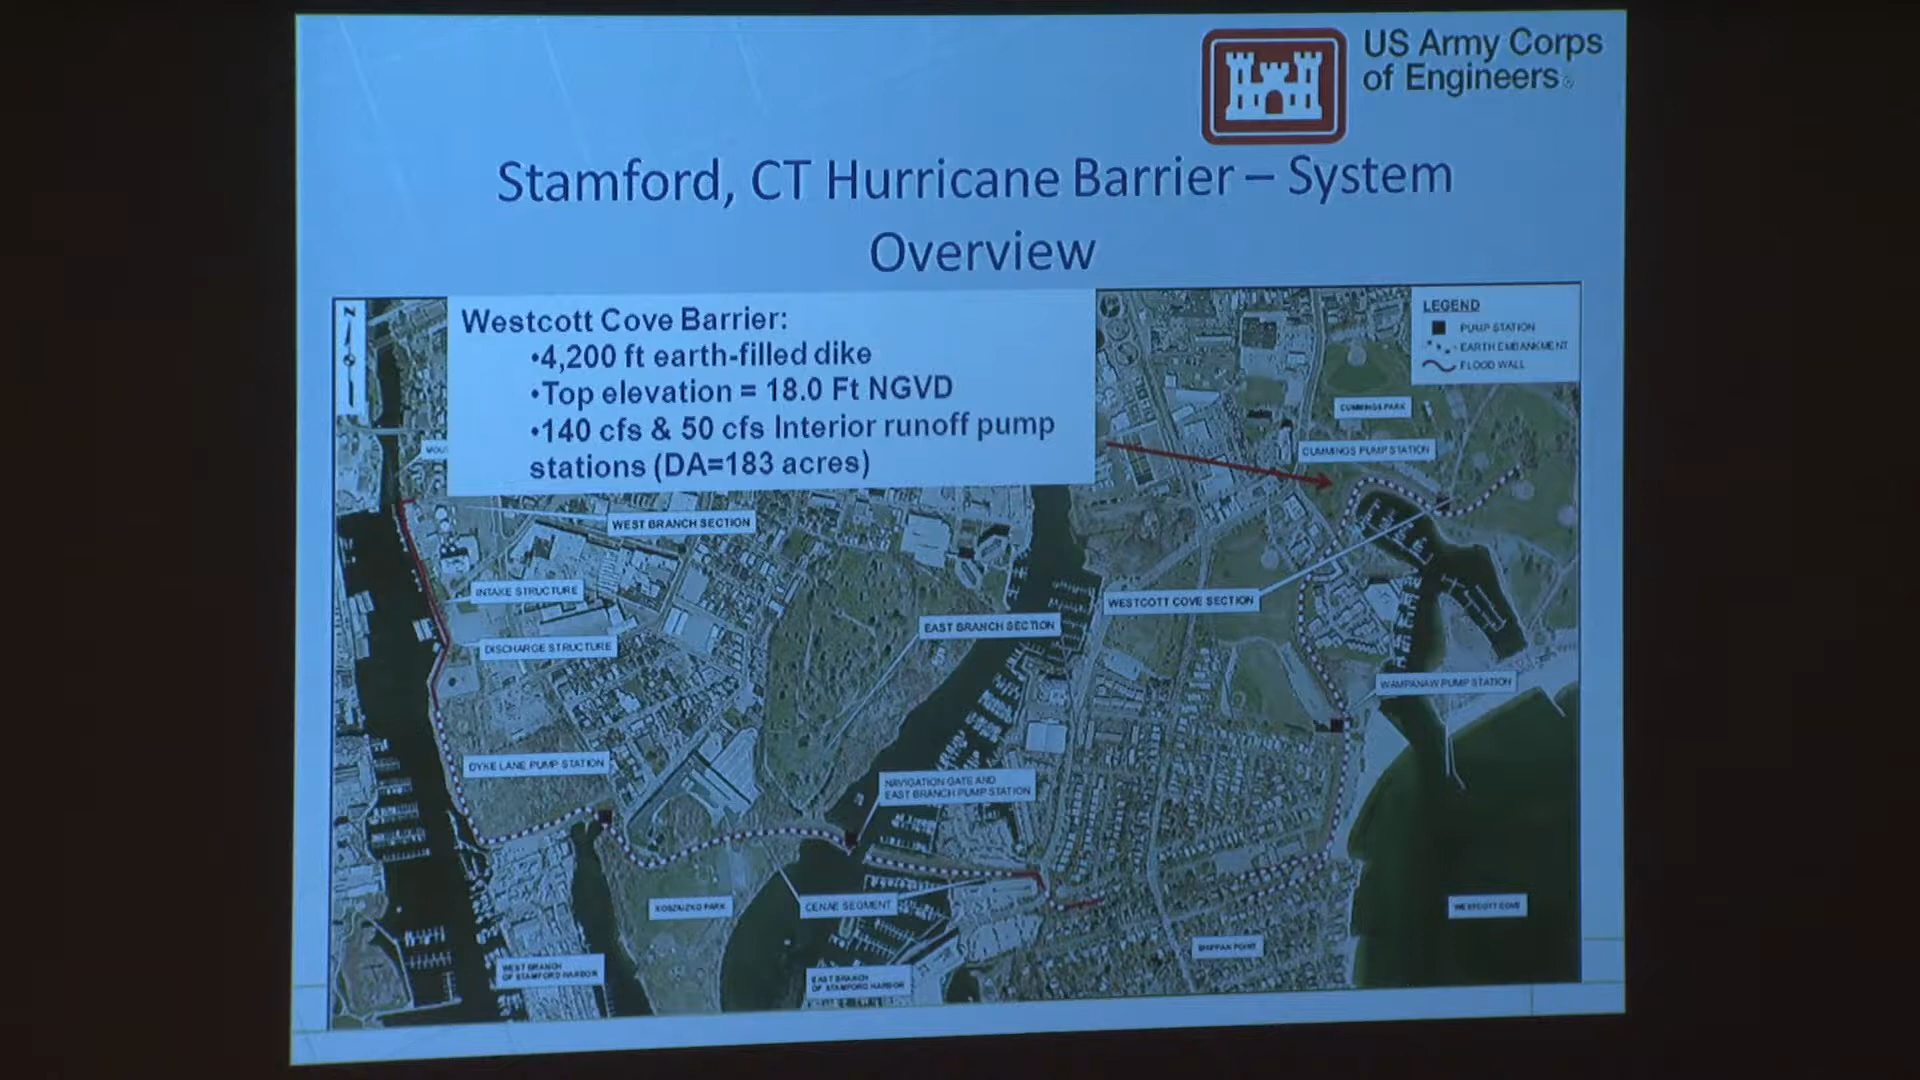 US Army Corps
of Engineers®
Stamford, CT Hurricane Barrier – System
Overview
Westcott Cove Barrier:
•4,200 ft earth-filled dike
•Top elevation = 18.0 Ft NGVD
•140 cfs & 50 cfs Interior runoff pump
stations (DA=183 acres)
N
LEGEND
PUMP STATION
EARTH EMBANKMENT
FLOOD WALL
CUMMINGS PARK
CUMMINGS PUMP STATION
WEST BRANCH SECTION
INTAKE STRUCTURE
WESTCOTT COVE SECTION
EAST BRANCH SECTION
DISCHARGE STRUCTURE
WAMPANAW PUMP STATION
DYKE LANE PUMP STATION
NAVIGATION GATE AND
EAST BRANCH PUMP STATION
KOSZIUZKO PARK
CENAE SEGMENT
WESTCOTT COVE
SHIPPAN POINT
WEST BRANCH
OF STAMFORD HARBOR
EAST BRANCH
OF STAMFORD HARBOR